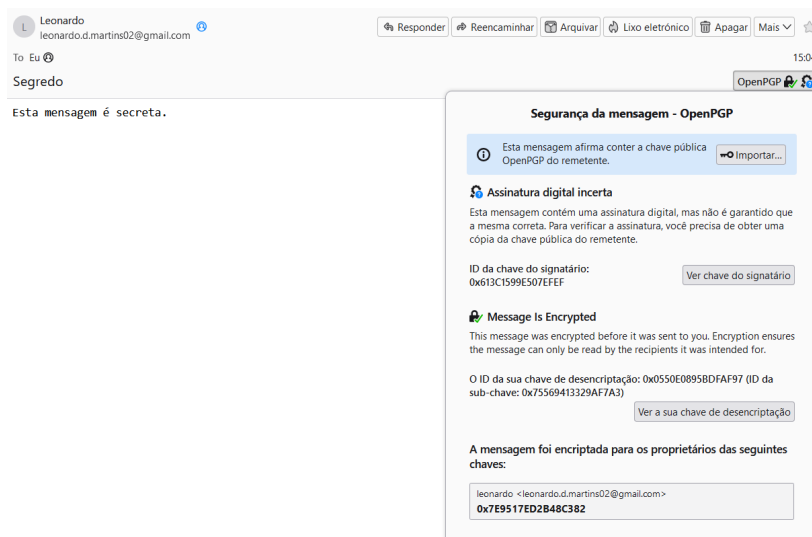 L
Leonardo
leonardo.d.martins02@gmail.com
Responder Reencaminhar Arquivar Lixo eletrónico Apagar Mais
To Eu
Segredo
OpenPGP
Esta mensagem é secreta.
Segurança da mensagem - OpenPGP
Esta mensagem afirma conter a chave pública
OpenPGP do remetente.
Importar...
Assinatura digital incerta
Esta mensagem contém uma assinatura digital, mas não é garantido que
a mesma correta. Para verificar a assinatura, você precisa de obter uma
cópia da chave pública do remetente.
ID da chave do signatário:
0x613C1599E507EFEF
Ver chave do signatário
Message Is Encrypted
This message was encrypted before it was sent to you. Encryption ensures
the message can only be read by the recipients it was intended for.
O ID da sua chave de desencriptação: 0x0550E0895BDFAF97 (ID da
sub-chave: 0x75569413329AF7A3)
Ver a sua chave de desencriptação
A mensagem foi encriptada para os proprietários das seguintes
chaves:
leonardo <leonardo.d.martins02@gmail.com>
0x7E9517ED2B48C382